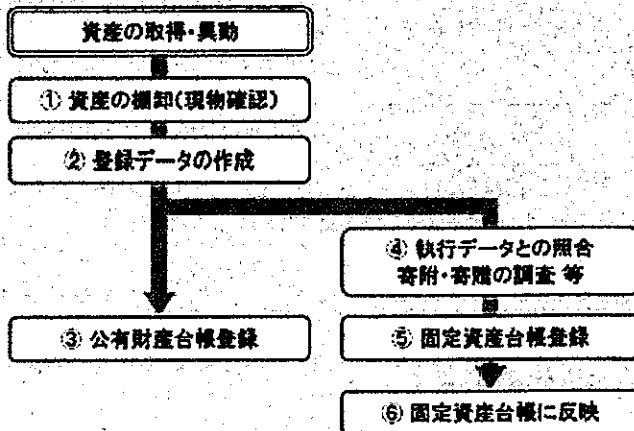 資産の取得・異動
① 資産の棚卸(現物確認)
② 登録データの作成
④ 執行データとの照合
寄附・寄贈の調査 等
③ 公有財産台帳登録
⑤ 固定資産台帳登録
⑥ 固定資産台帳に反映